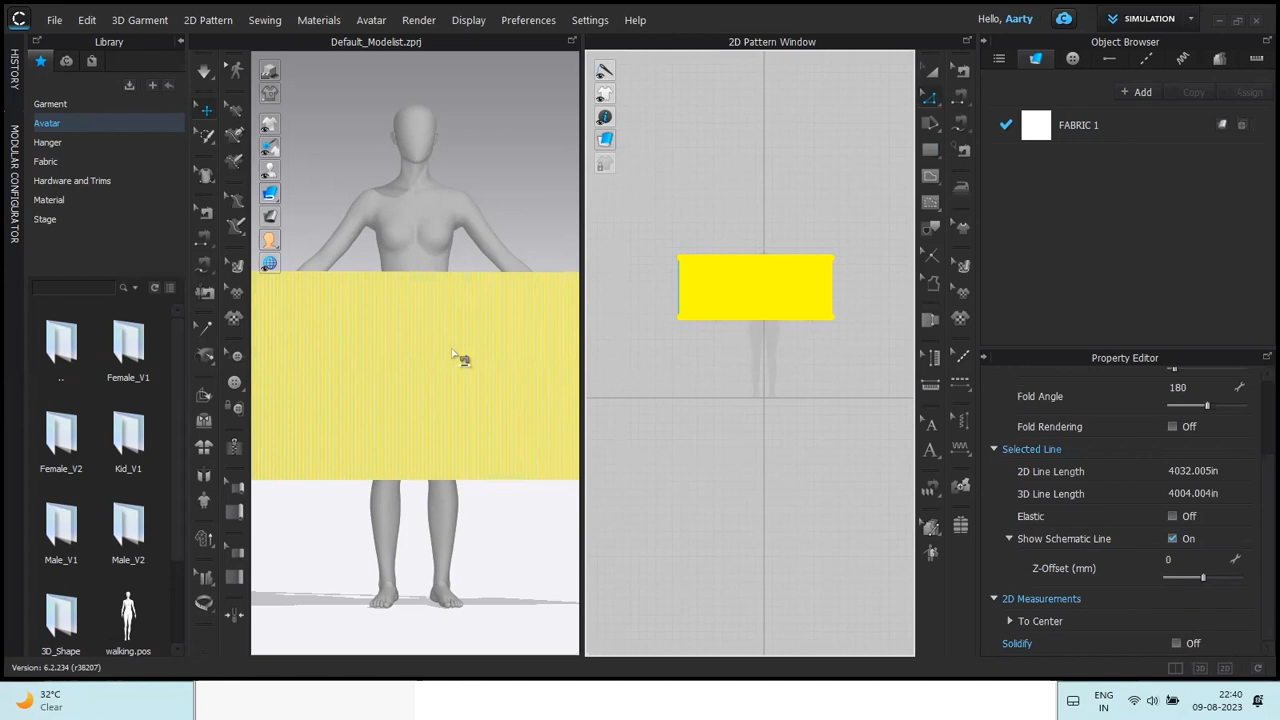 File Edit 3D Garment 2D Pattern Sewing Materials Avatar Render Display Preferences Settings Help
Hello, Aarty
SIMULATION
HISTORY
MODULAR CONFIGURATOR
Library
Garment
Avatar
Hanger
Fabric
Hardware and Trims
Material
Stage
..
Female_V1
Female_V2
Kid_V1
Male_V1
Male_V2
3D_Shape
walking.pos
Default_Modelist.zprj
2D Pattern Window
Object Browser
+ Add
Copy
Assign
FABRIC 1
Property Editor
Fold Angle 180
Fold Rendering Off
Selected Line
2D Line Length 4032.005in
3D Line Length 4004.004in
Elastic Off
Show Schematic Line On
Z-Offset (mm) 0
2D Measurements
To Center
Solidify Off
Version: 6.2.234 (r38207)
3D
2D
32°C
Clear
ENG
IN
22:40
09-08-2023